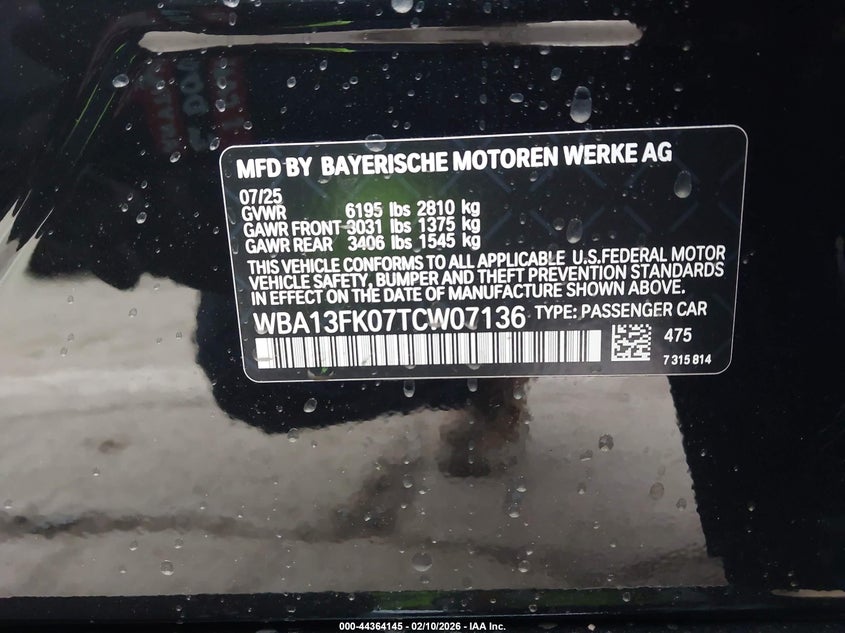 MFD BY BAYERISCHE MOTOREN WERKE AG
07/25
GVWR 6195 lbs 2810 kg
GAWR FRONT 3031 lbs 1375 kg
GAWR REAR 3406 lbs 1545 kg
THIS VEHICLE CONFORMS TO ALL APPLICABLE U.S.FEDERAL MOTOR
VEHICLE SAFETY, BUMPER AND THEFT PREVENTION STANDARDS
IN EFFECT ON THE DATE OF MANUFACTURE SHOWN ABOVE.
WBA13FK07TCW07136 TYPE: PASSENGER CAR
475
7 315 814
000-44364145 - 02/10/2026 - IAA Inc.